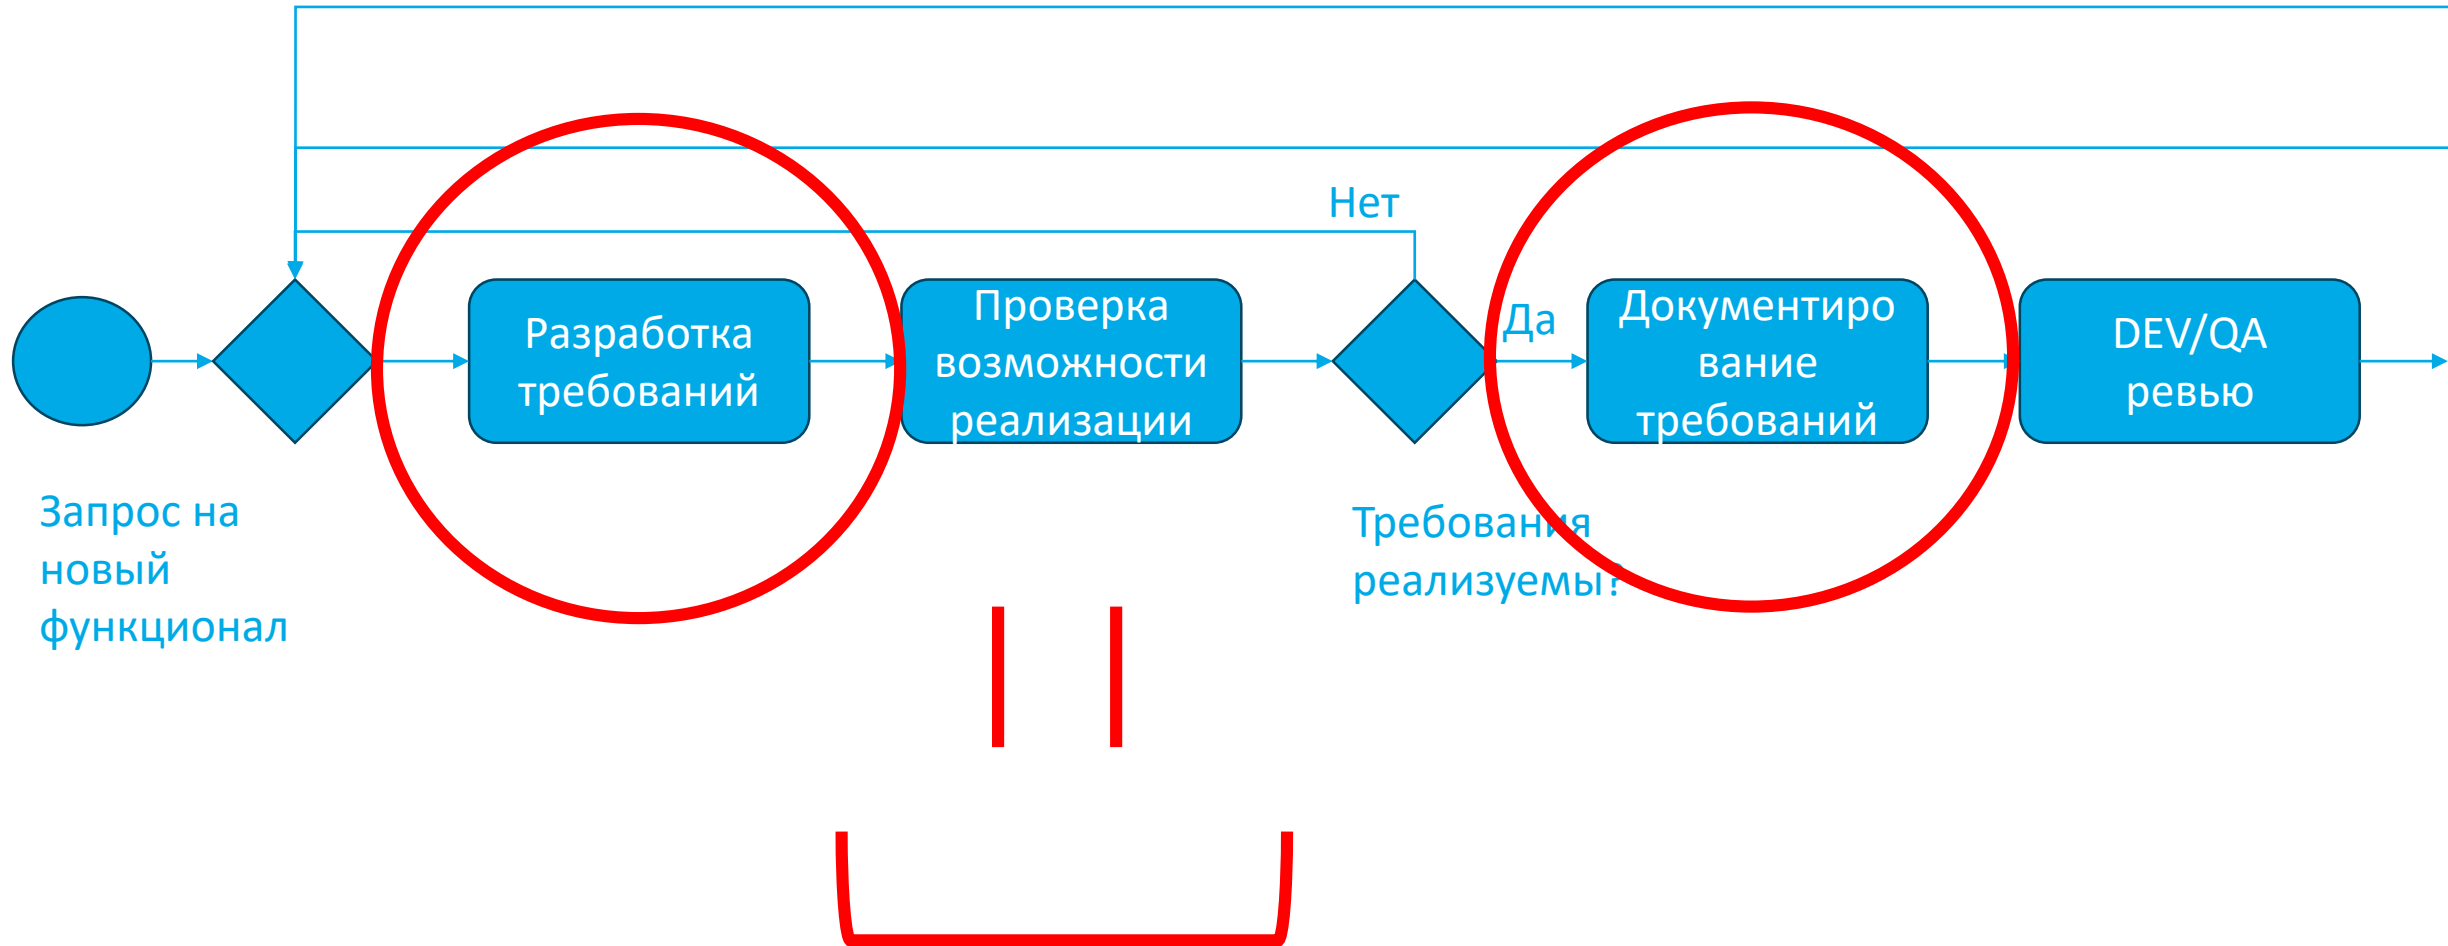 Нет
Разработка
требований
Проверка
возможности
реализации
Да
Документиро
вание
требований
DEV/QA
ревью
Запрос на
новый
функционал
Требования
реализуемы?